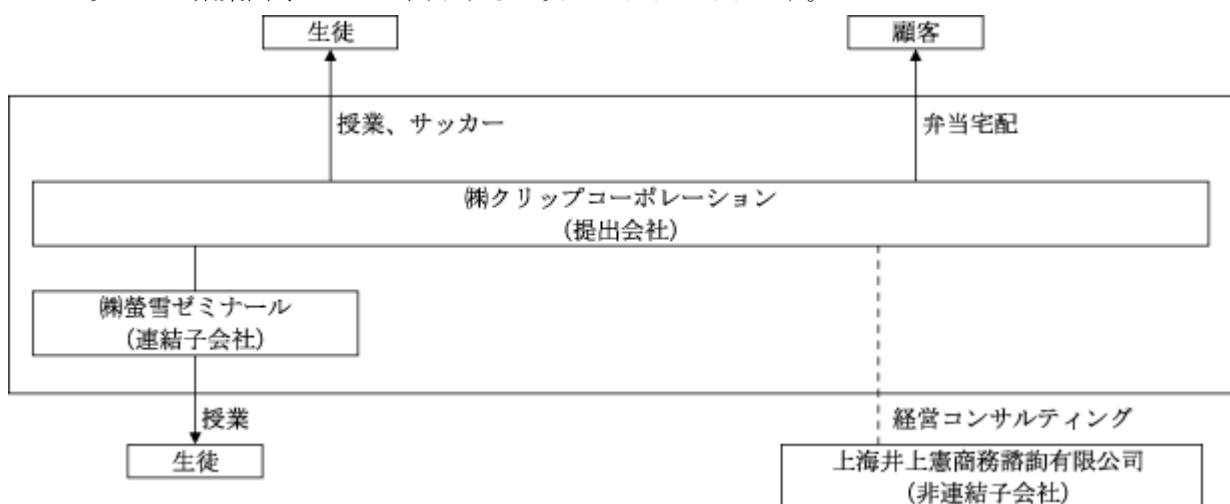 生徒
顧客
授業、サッカー
弁当宅配
㈱クリップコーポレーション
(提出会社)
㈱螢雪ゼミナール
(連結子会社)
授業
経営コンサルティング
生徒
上海井上憲商務諮詢有限公司
(非連結子会社)